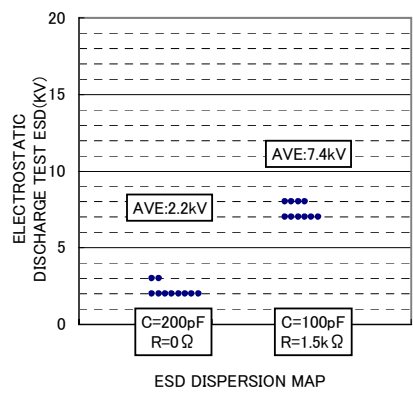 20
15
10
5
0
ELECTROSTATIC
DISCHARGE TEST ESD(KV)
AVE:7.4kV
AVE:2.2kV
C=200pF
R=0Ω
C=100pF
R=1.5kΩ
ESD DISPERSION MAP